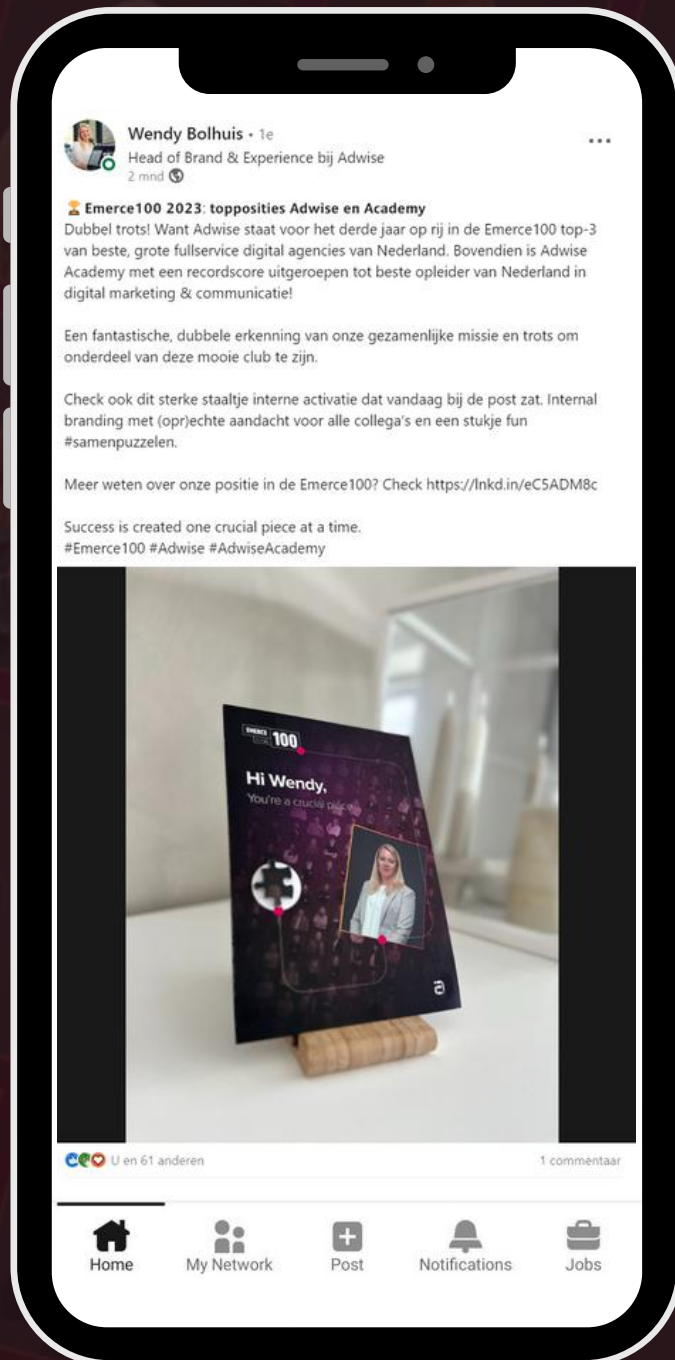 Wendy Bolhuis • 1e
Head of Brand & Experience bij Adwise
2 mnd
🏆 Emerce100 2023: topposities Adwise en Academy
Dubbel trots! Want Adwise staat voor het derde jaar op rij in de Emerce100 top-3
van beste, grote fullservice digital agencies van Nederland. Bovendien is Adwise
Academy met een recordscore uitgeroepen tot beste opleider van Nederland in
digital marketing & communicatie!
Een fantastische, dubbele erkenning van onze gezamenlijke missie en trots om
onderdeel van deze mooie club te zijn.
Check ook dit sterke staaltje interne activatie dat vandaag bij de post zat. Internal
branding met (opr)echte aandacht voor alle collega's en een stukje fun
#samenpuzzelen.
Meer weten over onze positie in de Emerce100? Check https://lnkd.in/eC5ADM8c
Success is created one crucial piece at a time.
#Emerce100 #Adwise #AdwiseAcademy
EMERCE
100
Hi Wendy,
You're a crucial piece
U en 61 anderen
1 commentaar
Home
My Network
Post
Notifications
Jobs